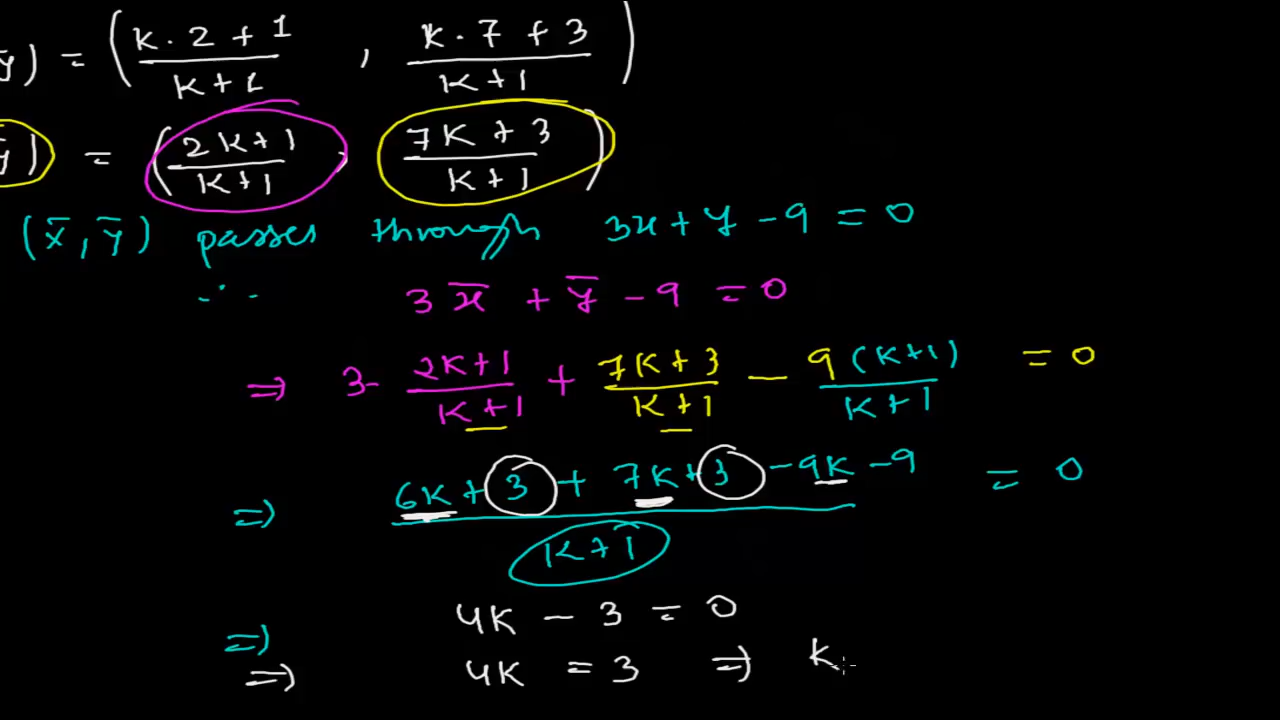 ȳ) = ( (k·2+1)/(k+1) , (k·7+3)/(k+1) )
ȳ) = ( (2k+1)/(k+1) , (7k+3)/(k+1) )
(x̄, ȳ) passes through 3x + y - 9 = 0
∴ 3x̄ + ȳ - 9 = 0
⇒ 3· (2k+1)/(k+1) + (7k+3)/(k+1) - 9(k+1)/(k+1) = 0
⇒ (6k + 3 + 7k + 3 - 9k - 9)/(k+1) = 0
⇒ 4k - 3 = 0
⇒ 4k = 3 ⇒ k